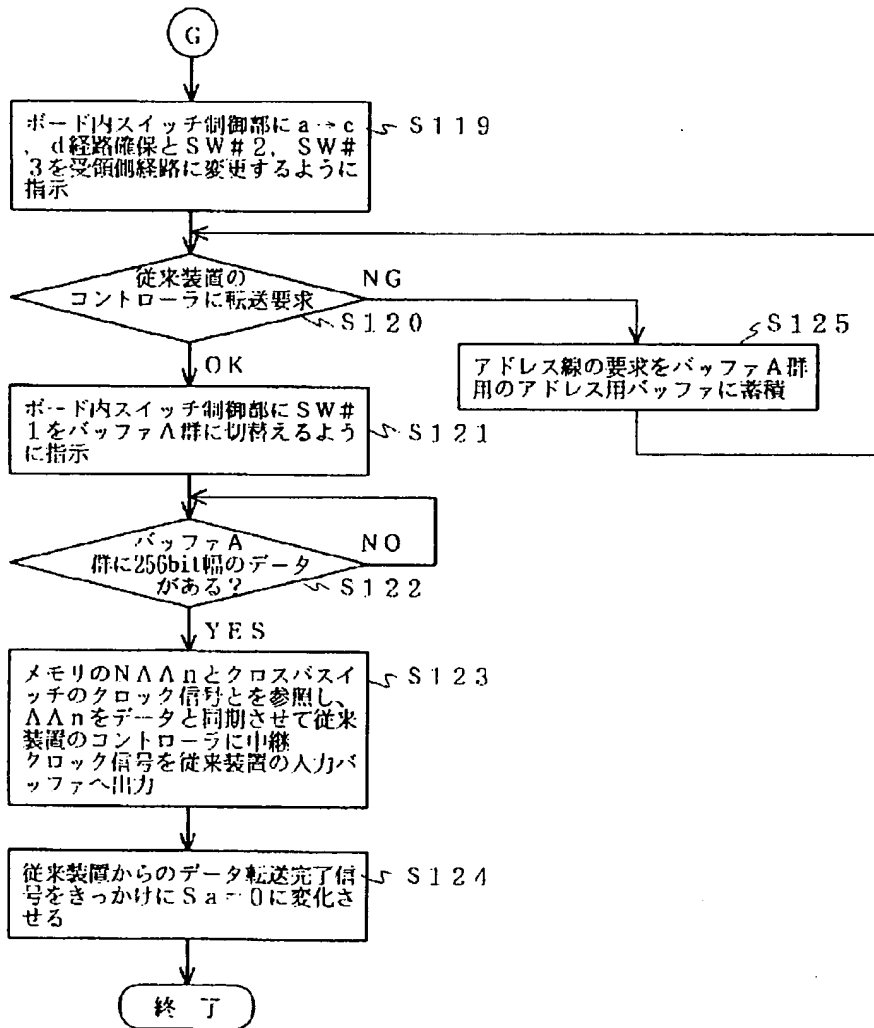 G
ボード内スイッチ制御部にa→c
,d経路確保とSW#2,SW#
3を受領側経路に変更するように
指示
S119
従来装置の
コントローラに転送要求
NG
S120
OK
S125
アドレス線の要求をバッファA群
用のアドレス用バッファに蓄積
ボード内スイッチ制御部にSW#
1をバッファA群に切替えるよう
に指示
S121
バッファA
群に256bit幅のデータ
がある?
NO
S122
YES
メモリのNAAnとクロスバスイ
ッチのクロック信号とを参照し、
AAnをデータと同期させて従来
装置のコントローラに中継
クロック信号を従来装置の入力バ
ッファへ出力
S123
従来装置からのデータ転送完了信
号をきっかけにSa=0に変化さ
せる
S124
終了